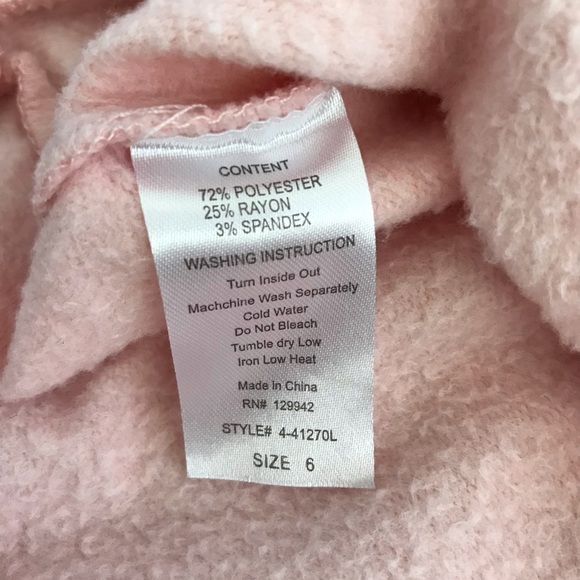 CONTENT
72% POLYESTER
25% RAYON
3% SPANDEX
WASHING INSTRUCTION
Turn Inside Out
Machchine Wash Separately
Cold Water
Do Not Bleach
Tumble dry Low
Iron Low Heat
Made in China
RN# 129942
STYLE# 4-41270L
SIZE 6